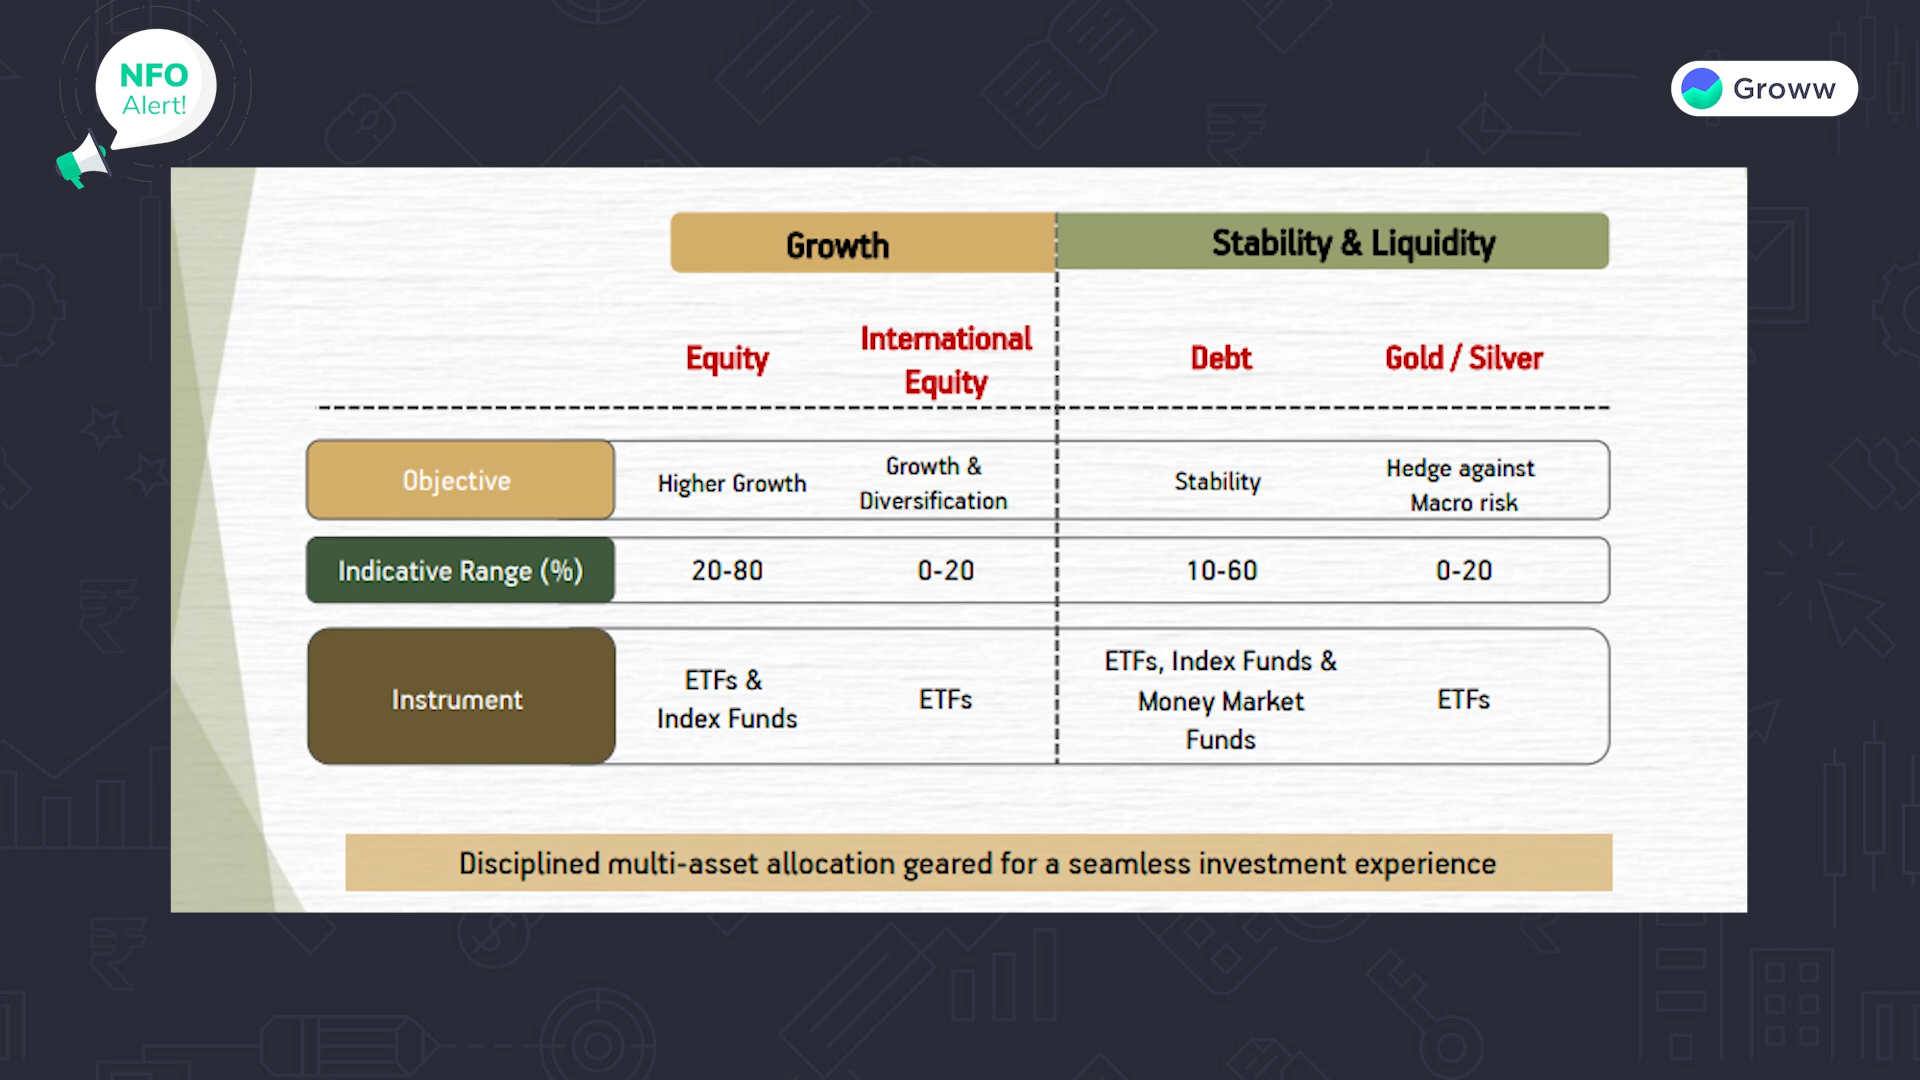 NFO
Alert!
Groww
Growth
Stability & Liquidity
Equity
International
Equity
Debt
Gold / Silver
Objective
Higher Growth
Growth &
Diversification
Stability
Hedge against
Macro risk
Indicative Range (%)
20-80
0-20
10-60
0-20
Instrument
ETFs &
Index Funds
ETFs
ETFs, Index Funds &
Money Market
Funds
ETFs
Disciplined multi-asset allocation geared for a seamless investment experience